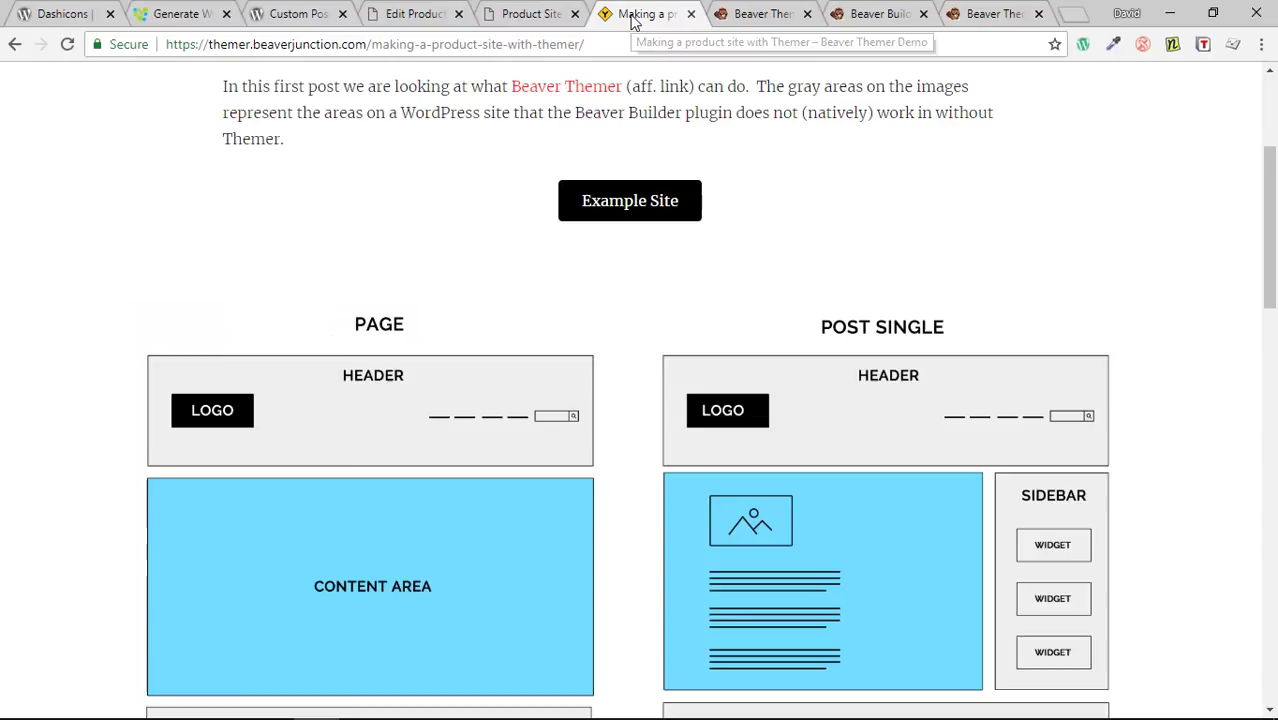 Dashicons |
Generate W
Custom Pos
Edit Produc
Product Site
Making a pr
Beaver Them
Beaver Buil
Beaver The
David
Secure
https://themer.beaverjunction.com/making-a-product-site-with-themer/
Making a product site with Themer – Beaver Themer Demo
In this first post we are looking at what Beaver Themer (aff. link) can do. The gray areas on the images
represent the areas on a WordPress site that the Beaver Builder plugin does not (natively) work in without
Themer.
Example Site
PAGE
HEADER
LOGO
CONTENT AREA
POST SINGLE
HEADER
LOGO
SIDEBAR
WIDGET
WIDGET
WIDGET